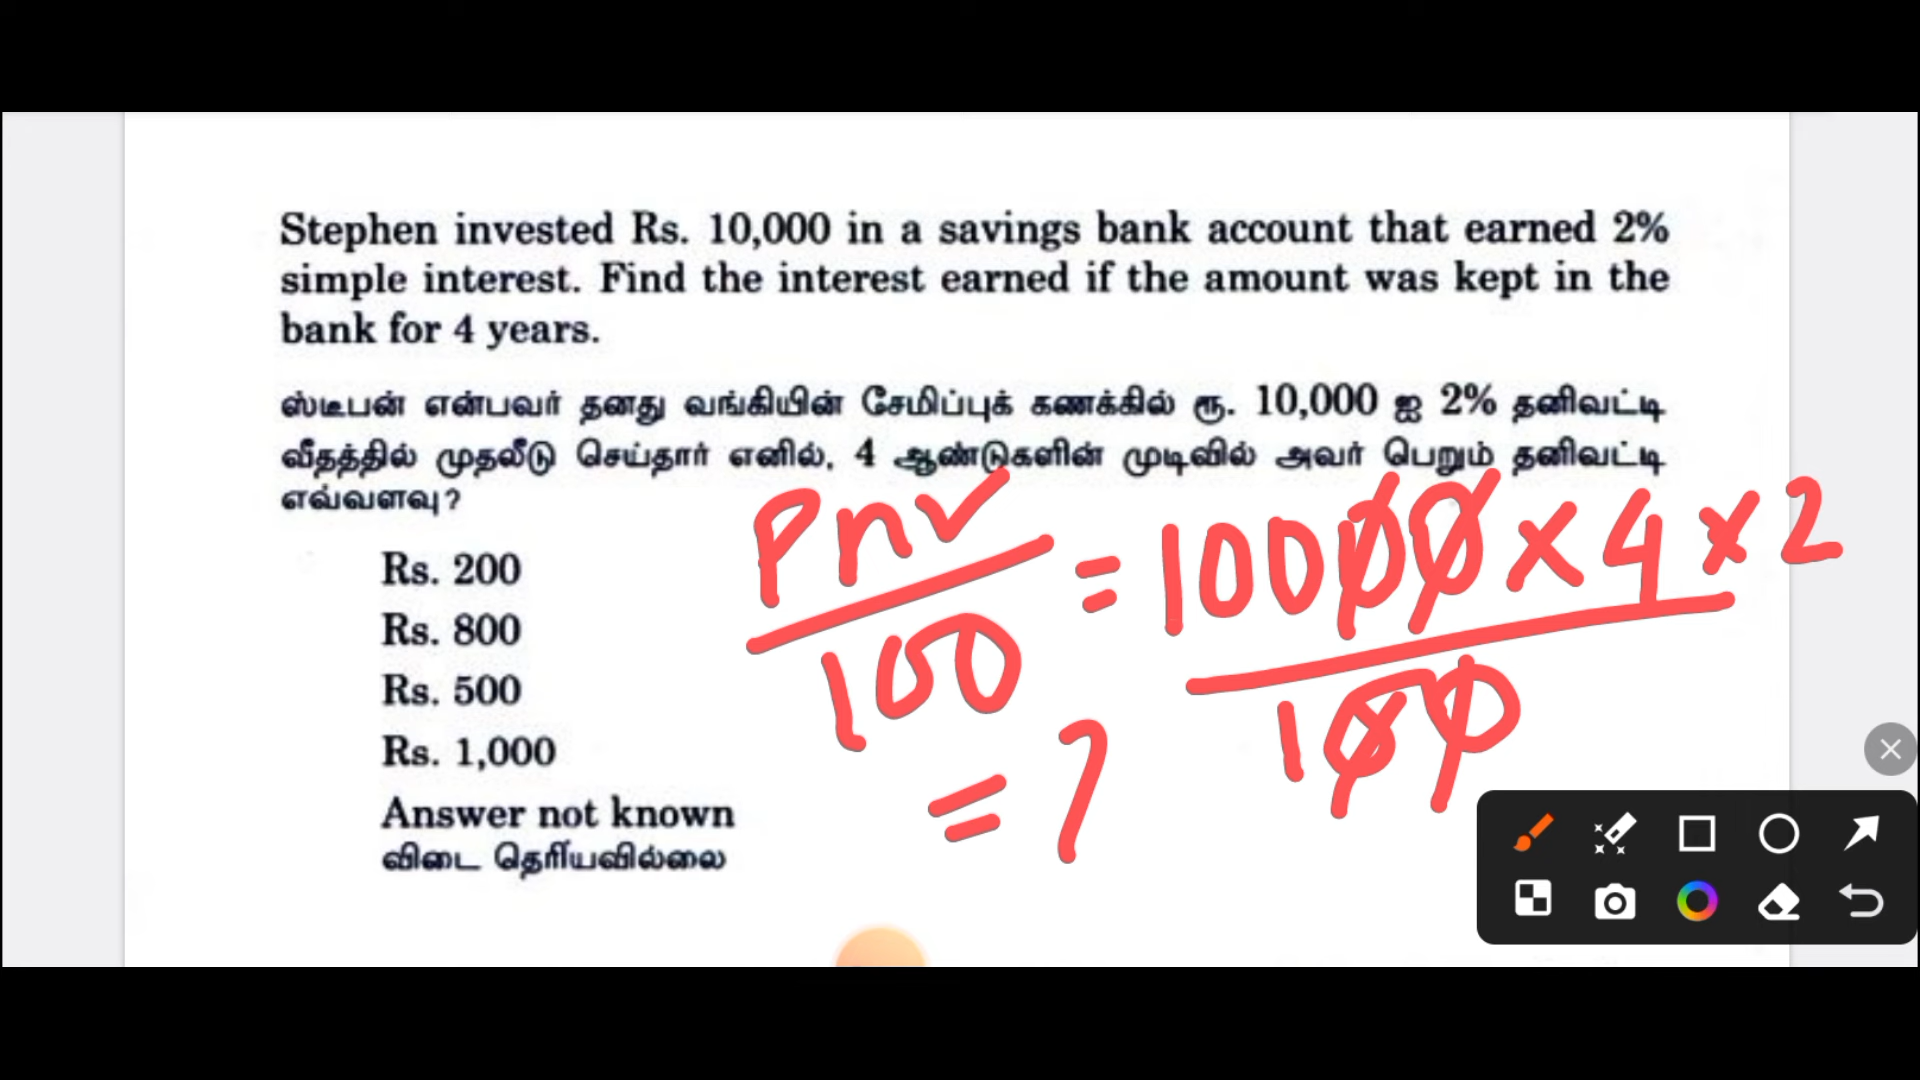 Stephen invested Rs. 10,000 in a savings bank account that earned 2%
simple interest. Find the interest earned if the amount was kept in the
bank for 4 years.
ஸ்டீபன் என்பவர் தனது வங்கியின் சேமிப்புக் கணக்கில் ரூ. 10,000 ஐ 2% தனிவட்டி
வீதத்தில் முதலீடு செய்தார் எனில், 4 ஆண்டுகளின் முடிவில் அவர் பெறும் தனிவட்டி
எவ்வளவு?
Pnr = 10000 x 4 x 2
100 100
= ?
Rs. 200
Rs. 800
Rs. 500
Rs. 1,000
Answer not known
விடை தெரியவில்லை